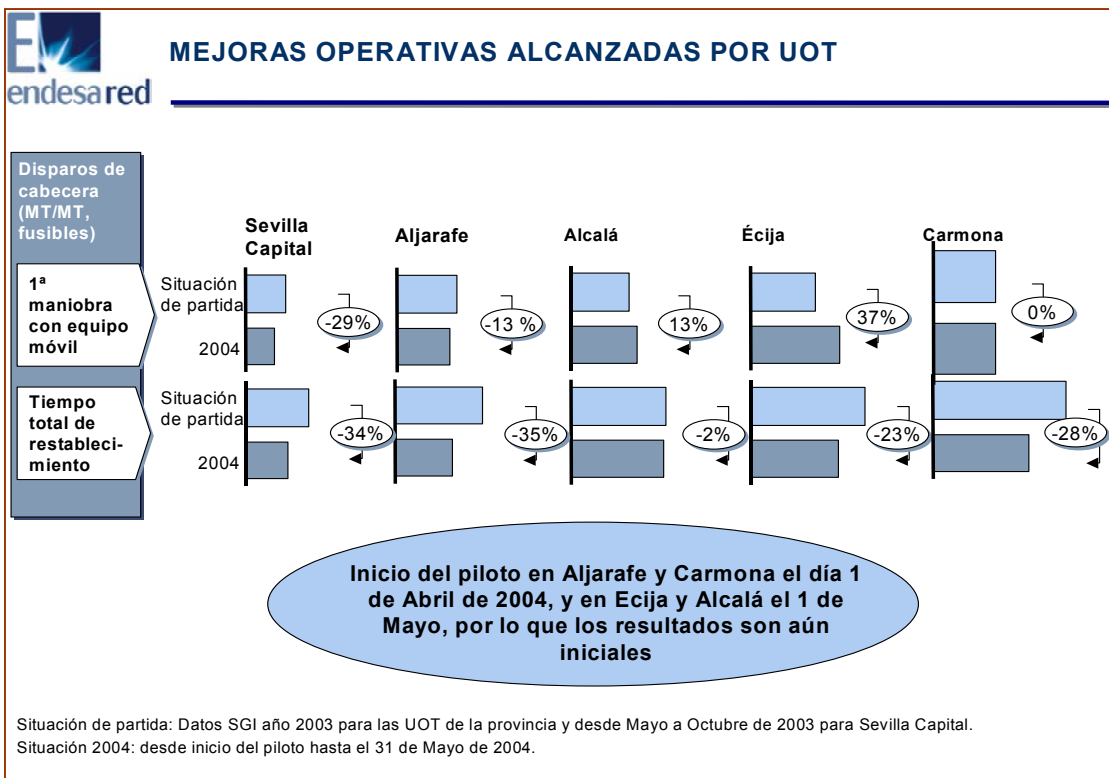 MEJORAS OPERATIVAS ALCANZADAS POR UOT
endesared
Disparos de
cabecera
(MT/MT,
fusibles)
Sevilla
Capital
Aljarafe
Alcalá
Écija
Carmona
1ª
maniobra
con equipo
móvil
Situación
de partida
2004
-29%
-13 %
13%
37%
0%
Tiempo
total de
restableci-
miento
Situación
de partida
2004
-34%
-35%
-2%
-23%
-28%
Inicio del piloto en Aljarafe y Carmona el día 1
de Abril de 2004, y en Ecija y Alcalá el 1 de
Mayo, por lo que los resultados son aún
iniciales
Situación de partida: Datos SGI año 2003 para las UOT de la provincia y desde Mayo a Octubre de 2003 para Sevilla Capital.
Situación 2004: desde inicio del piloto hasta el 31 de Mayo de 2004.